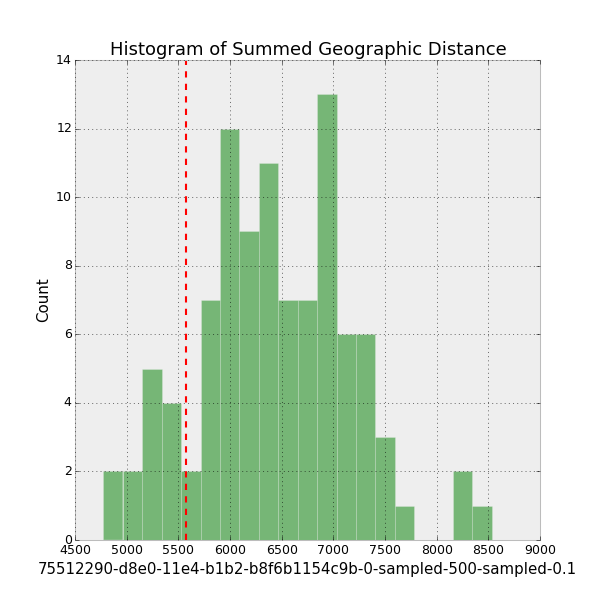 Histogram of Summed Geographic Distance
14
12
10
8
6
4
2
0
Count
4500 5000 5500 6000 6500 7000 7500 8000 8500 9000
75512290-d8e0-11e4-b1b2-b8f6b1154c9b-0-sampled-500-sampled-0.1